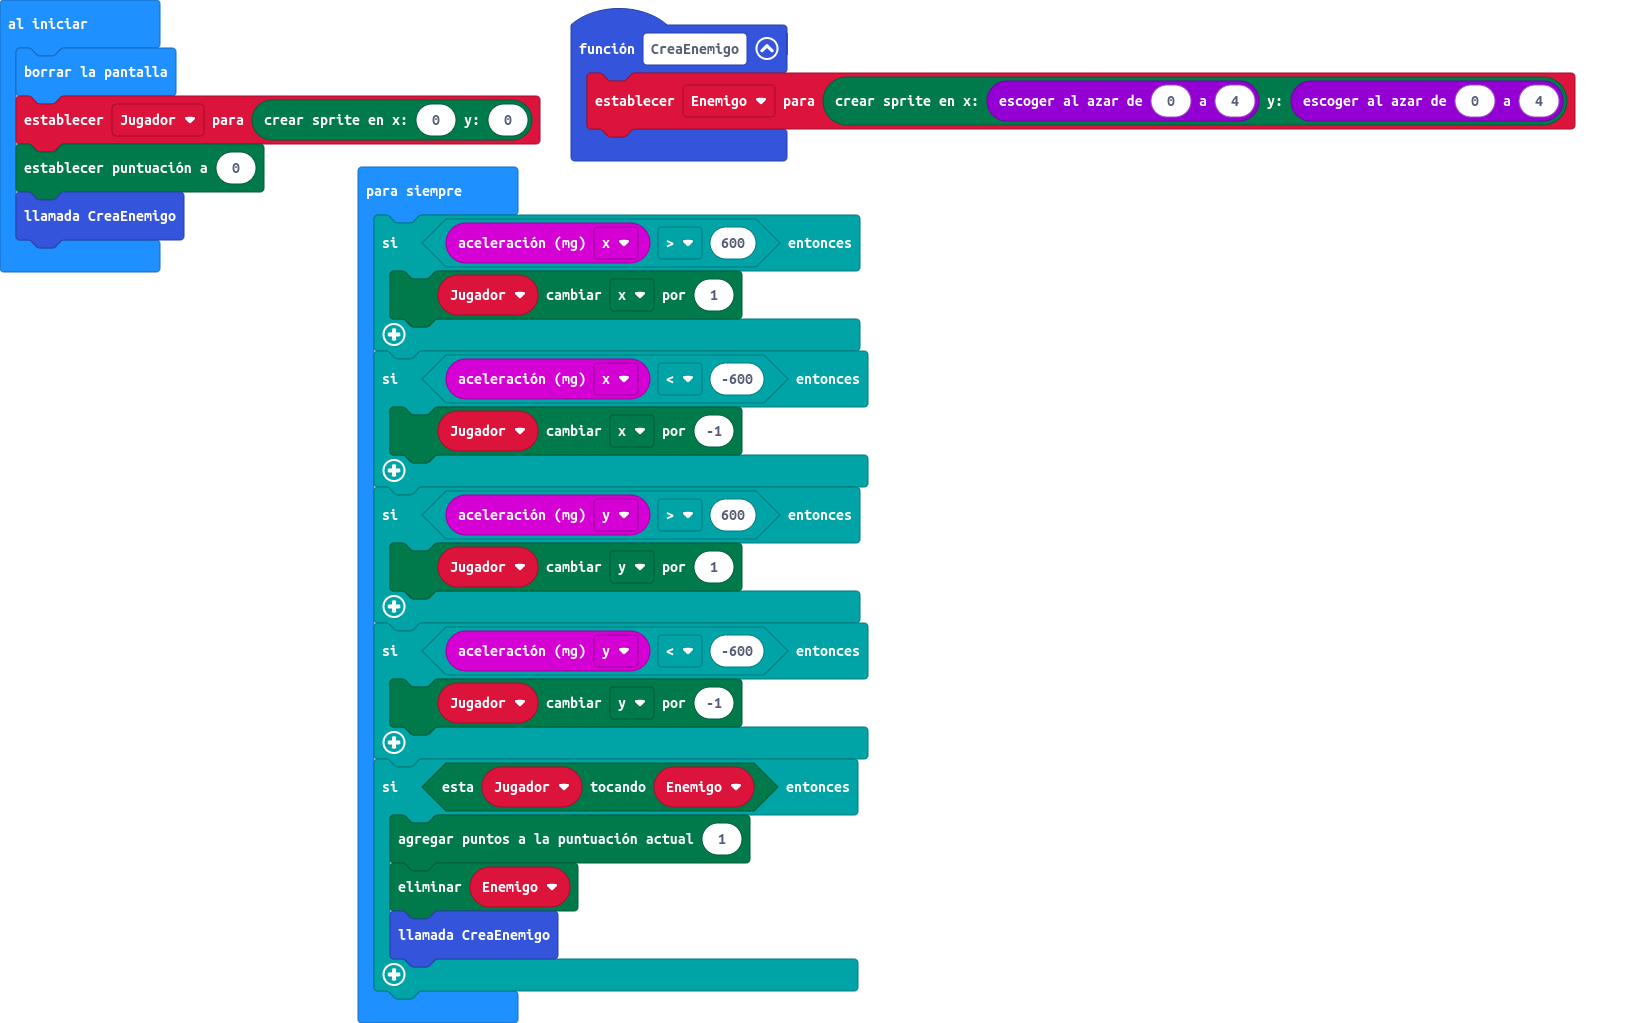 al iniciar
borrar la pantalla
establecer Jugador para crear sprite en x: 0 y: 0
establecer puntuación a 0
llamada CreaEnemigo
función CreaEnemigo
establecer Enemigo para crear sprite en x: escoger al azar de 0 a 4 y: escoger al azar de 0 a 4
para siempre
si aceleración (mg) x > 600 entonces
Jugador cambiar x por 1
si aceleración (mg) x < -600 entonces
Jugador cambiar x por -1
si aceleración (mg) y > 600 entonces
Jugador cambiar y por 1
si aceleración (mg) y < -600 entonces
Jugador cambiar y por -1
si esta Jugador tocando Enemigo entonces
agregar puntos a la puntuación actual 1
eliminar Enemigo
llamada CreaEnemigo